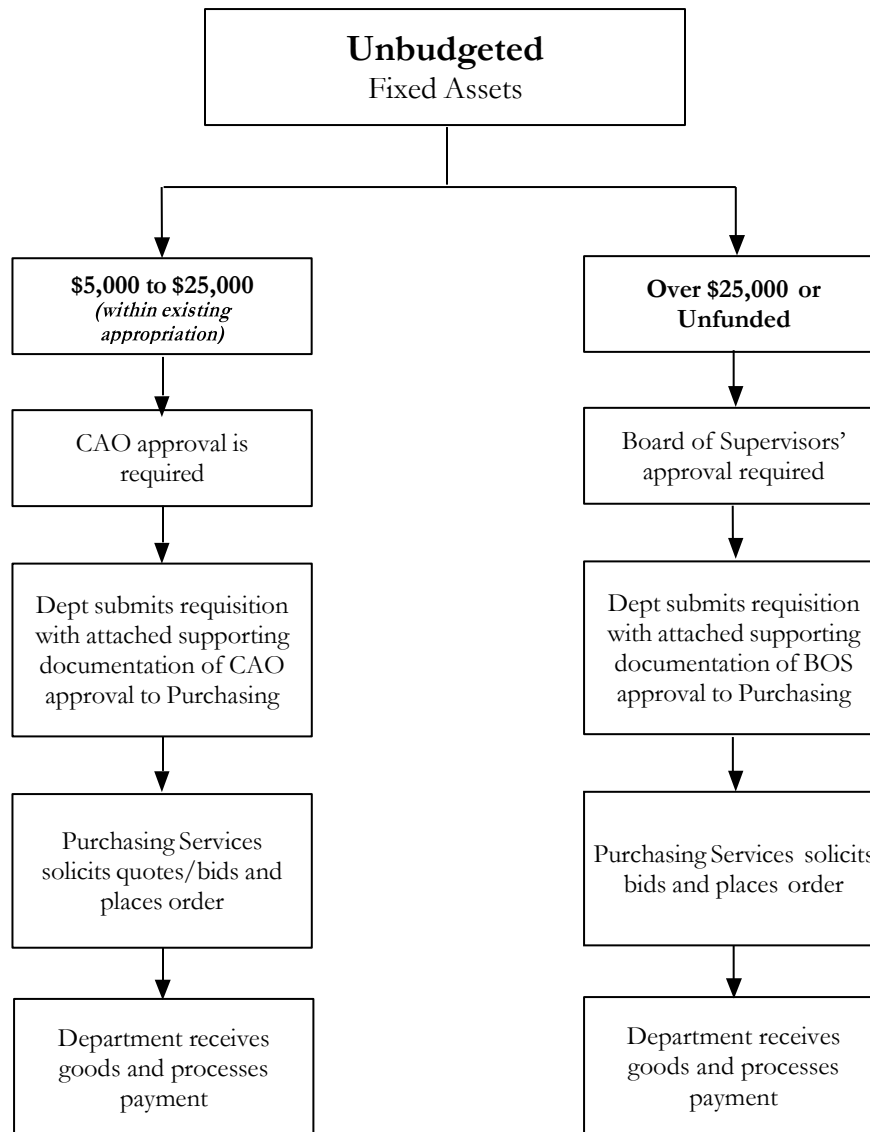 Unbudgeted
Fixed Assets
$5,000 to $25,000
(within existing
appropriation)
CAO approval is
required
Dept submits requisition
with attached supporting
documentation of CAO
approval to Purchasing
Purchasing Services
solicits quotes/bids and
places order
Department receives
goods and processes
payment
Over $25,000 or
Unfunded
Board of Supervisors’
approval required
Dept submits requisition
with attached supporting
documentation of BOS
approval to Purchasing
Purchasing Services solicits
bids and places order
Department receives
goods and processes
payment